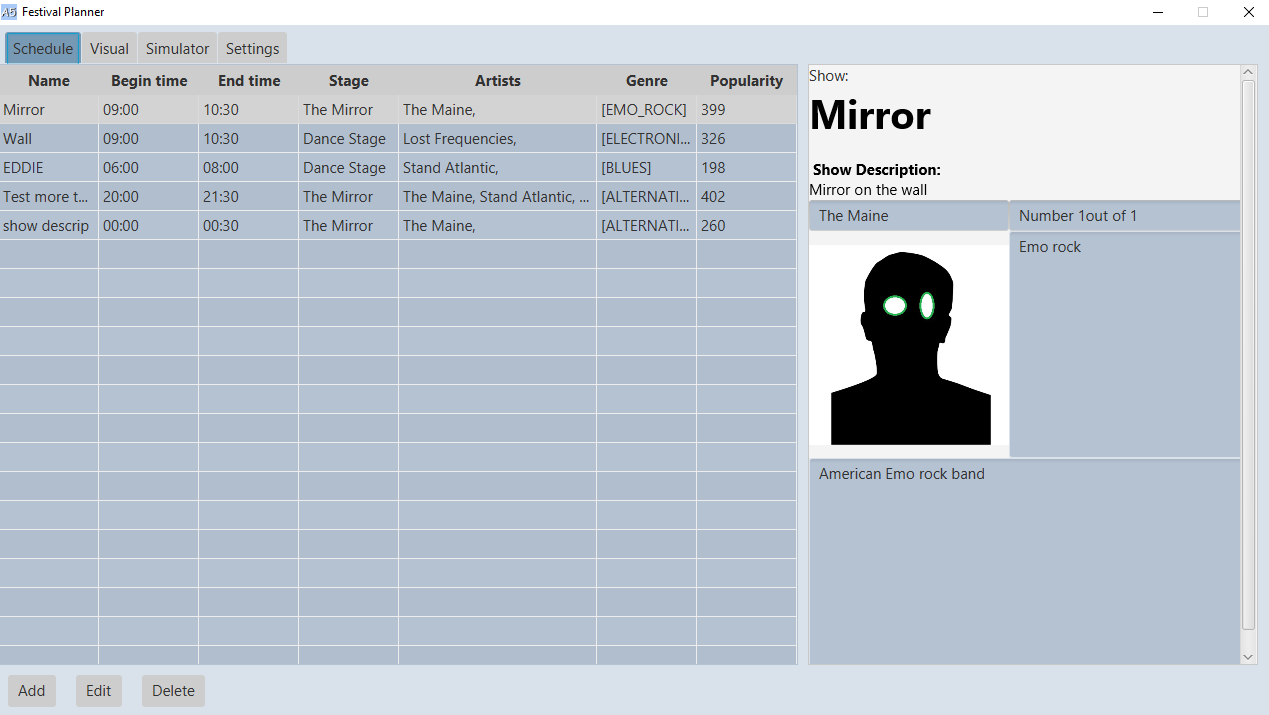 A5 Festival Planner
Schedule Visual Simulator Settings
Name Begin time End time Stage Artists Genre Popularity
Mirror 09:00 10:30 The Mirror The Maine, [EMO_ROCK] 399
Wall 09:00 10:30 Dance Stage Lost Frequencies, [ELECTRONI... 326
EDDIE 06:00 08:00 Dance Stage Stand Atlantic, [BLUES] 198
Test more t... 20:00 21:30 The Mirror The Maine, Stand Atlantic, ... [ALTERNATI... 402
show descrip 00:00 00:30 The Mirror The Maine, [ALTERNATI... 260
Show:
Mirror
Show Description:
Mirror on the wall
The Maine Number 1out of 1
Emo rock
American Emo rock band
Add Edit Delete